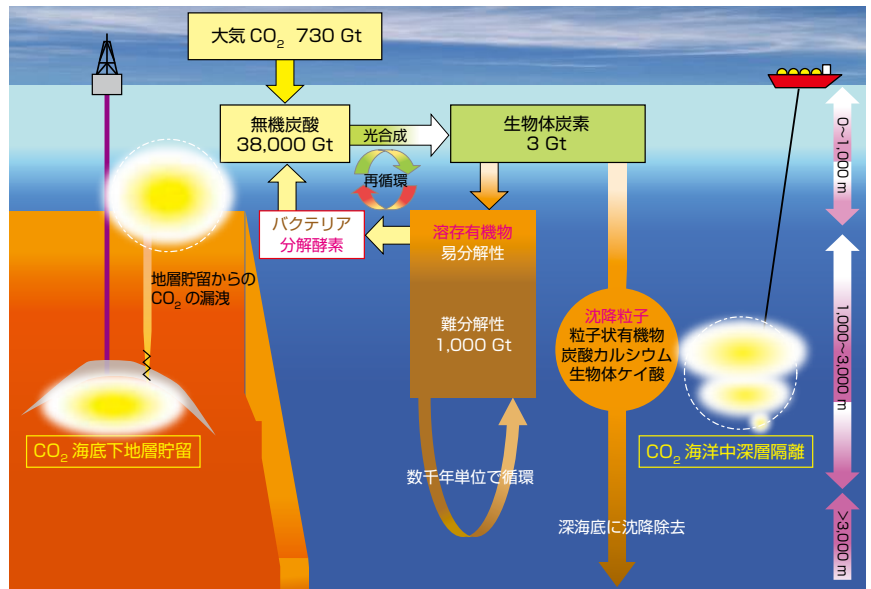 大気 CO₂ 730 Gt
無機炭酸
38,000 Gt
光合成
生物体炭素
3 Gt
再循環
バクテリア
分解酵素
溶存有機物
易分解性
難分解性
1,000 Gt
地層貯留からの
CO₂ の漏洩
沈降粒子
粒子状有機物
炭酸カルシウム
生物体ケイ酸
CO₂ 海底下地層貯留
CO₂ 海洋中深層隔離
数千年単位で循環
深海底に沈降除去
0〜1,000 m
1,000〜3,000 m
>3,000 m